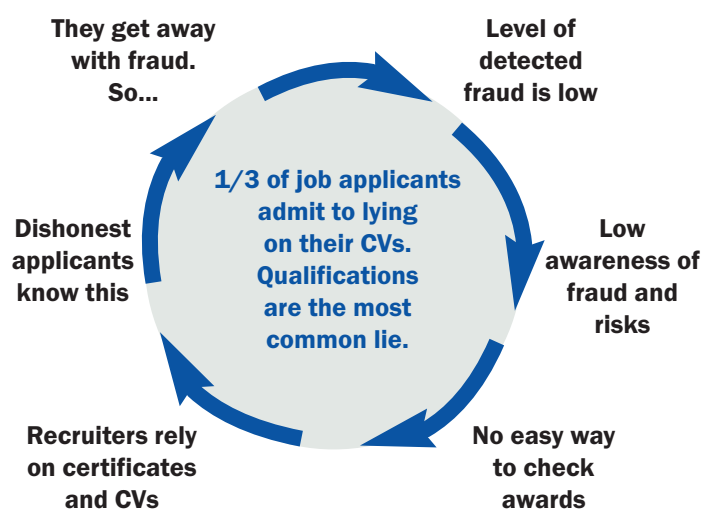 They get away
with fraud.
So...
Level of
detected
fraud is low
1/3 of job applicants
admit to lying
on their CVs.
Qualifications
are the most
common lie.
Dishonest
applicants
know this
Low
awareness of
fraud and
risks
Recruiters rely
on certificates
and CVs
No easy way
to check
awards